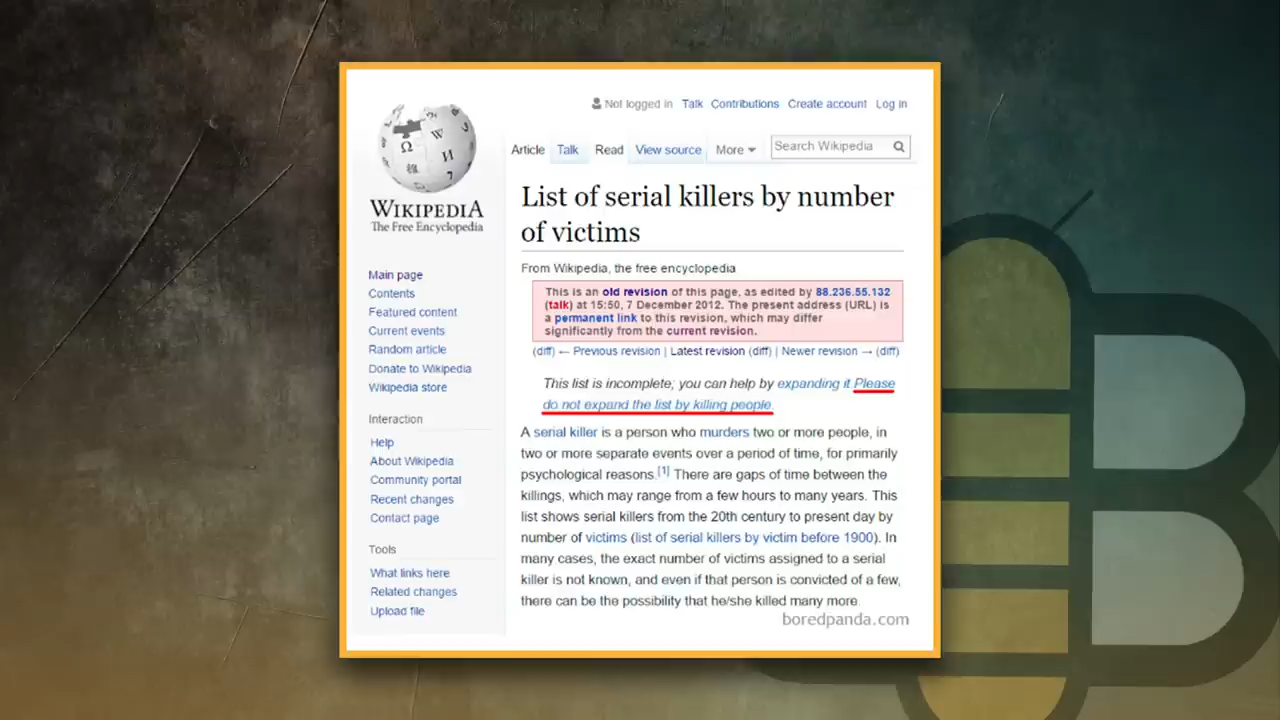 Not logged in Talk Contributions Create account Log in
Article Talk Read View source More Search Wikipedia
WIKIPEDIA
The Free Encyclopedia
List of serial killers by number
of victims
From Wikipedia, the free encyclopedia
This is an old revision of this page, as edited by 88.236.55.132
(talk) at 15:50, 7 December 2012. The present address (URL) is
a permanent link to this revision, which may differ
significantly from the current revision.
(diff) ← Previous revision | Latest revision (diff) | Newer revision → (diff)
This list is incomplete; you can help by expanding it.Please
do not expand the list by killing people.
A serial killer is a person who murders two or more people, in
two or more separate events over a period of time, for primarily
psychological reasons.[1] There are gaps of time between the
killings, which may range from a few hours to many years. This
list shows serial killers from the 20th century to present day by
number of victims (list of serial killers by victim before 1900). In
many cases, the exact number of victims assigned to a serial
killer is not known, and even if that person is convicted of a few,
there can be the possibility that he/she killed many more.
Main page
Contents
Featured content
Current events
Random article
Donate to Wikipedia
Wikipedia store
Interaction
Help
About Wikipedia
Community portal
Recent changes
Contact page
Tools
What links here
Related changes
Upload file
boredpanda.com